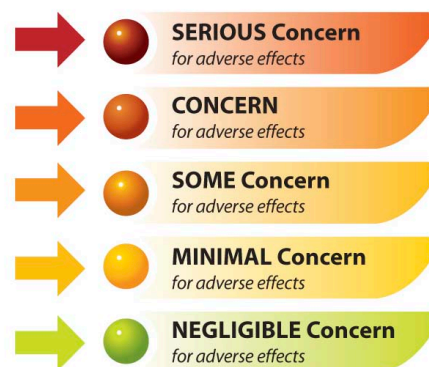 SERIOUS Concern
for adverse effects
CONCERN
for adverse effects
SOME Concern
for adverse effects
MINIMAL Concern
for adverse effects
NEGLIGIBLE Concern
for adverse effects